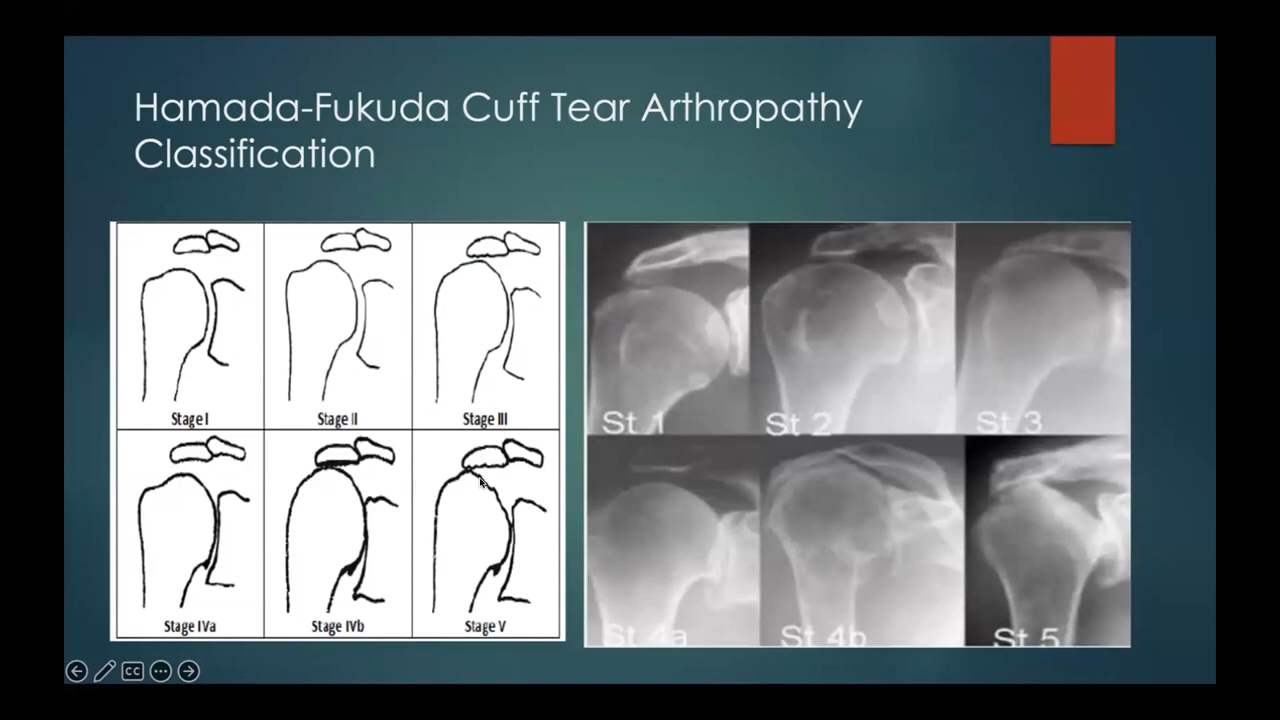 Hamada-Fukuda Cuff Tear Arthropathy
Classification
Stage I
Stage II
Stage III
Stage IVa
Stage IVb
Stage V
St 1
St 2
St 3
St 4a
St 4b
St 5
CC